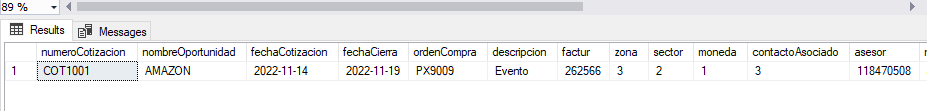 89 %
Results Messages
numeroCotizacion nombreOportunidad fechaCotizacion fechaCierra ordenCompra descripcion factur zona sector moneda contactoAsociado asesor
1 COT1001 AMAZON 2022-11-14 2022-11-19 PX9009 Evento 262566 3 2 1 3 118470508